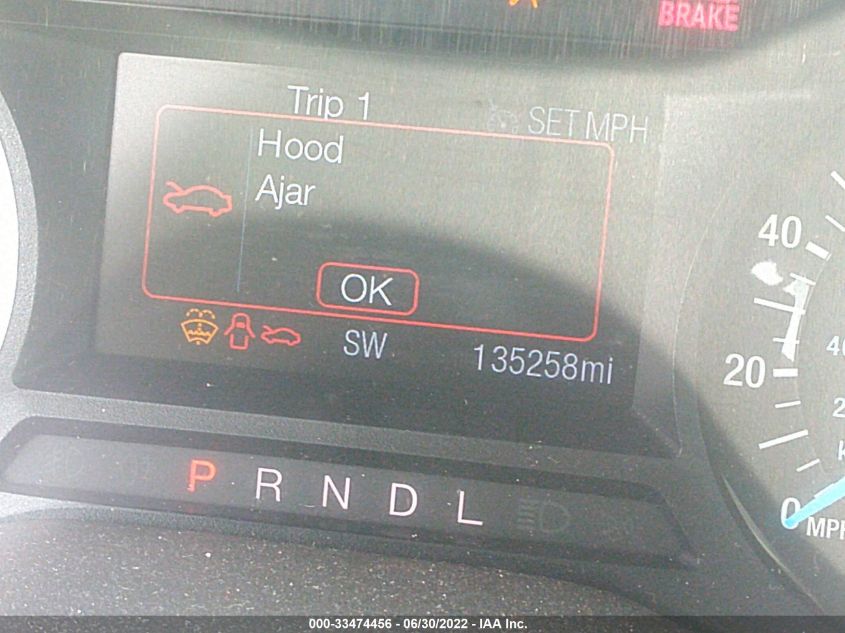 BRAKE
Trip 1
SET MPH
Hood
Ajar
OK
SW
135258mi
40
20
0
MPH
P R N D L
000-33474456 - 06/30/2022 - IAA Inc.